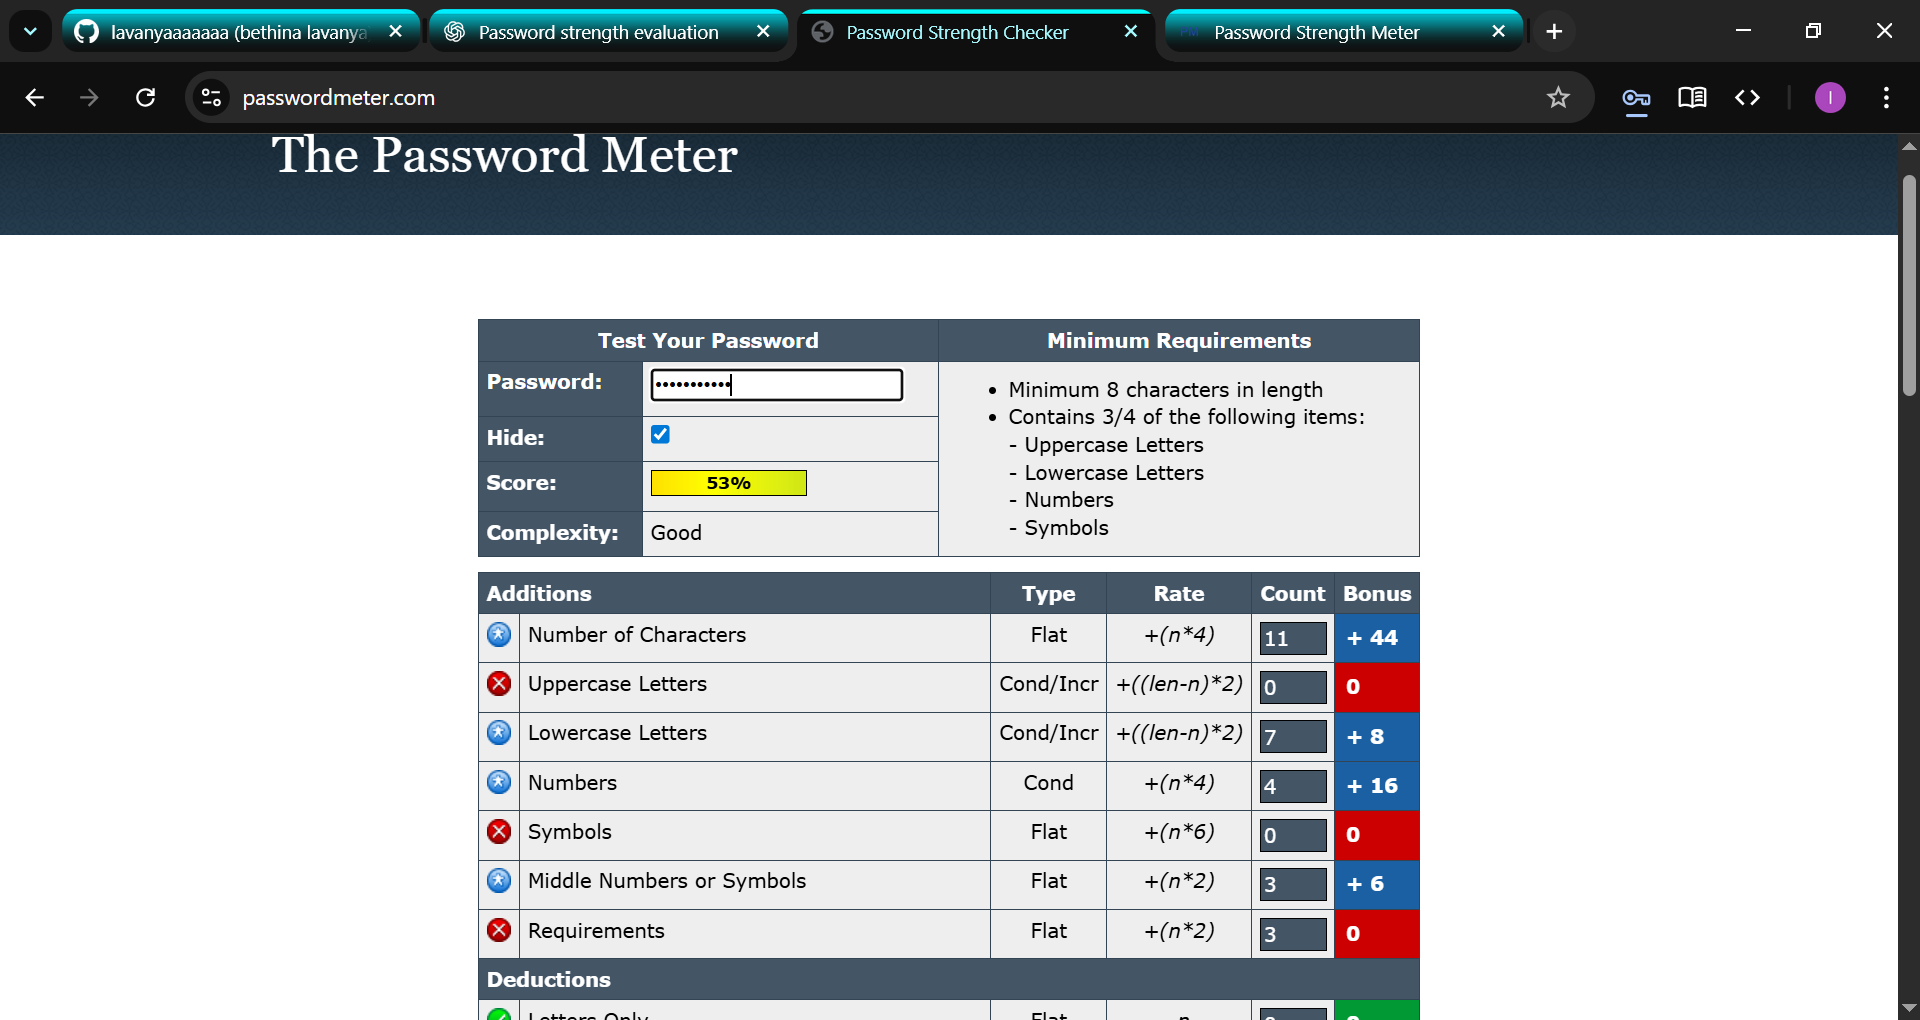 lavanyaaaaaaa (bethina lavanya
Password strength evaluation
Password Strength Checker
PM
Password Strength Meter
passwordmeter.com
I
The Password Meter
Test Your Password
Minimum Requirements
Password:
•••••••••••
Hide:
Score:
53%
Complexity:
Good
• Minimum 8 characters in length
• Contains 3/4 of the following items:
- Uppercase Letters
- Lowercase Letters
- Numbers
- Symbols
Additions Type Rate Count Bonus
Number of Characters Flat +(n*4) 11 + 44
Uppercase Letters Cond/Incr +((len-n)*2) 0 0
Lowercase Letters Cond/Incr +((len-n)*2) 7 + 8
Numbers Cond +(n*4) 4 + 16
Symbols Flat +(n*6) 0 0
Middle Numbers or Symbols Flat +(n*2) 3 + 6
Requirements Flat +(n*2) 3 0
Deductions
Letters Only Flat